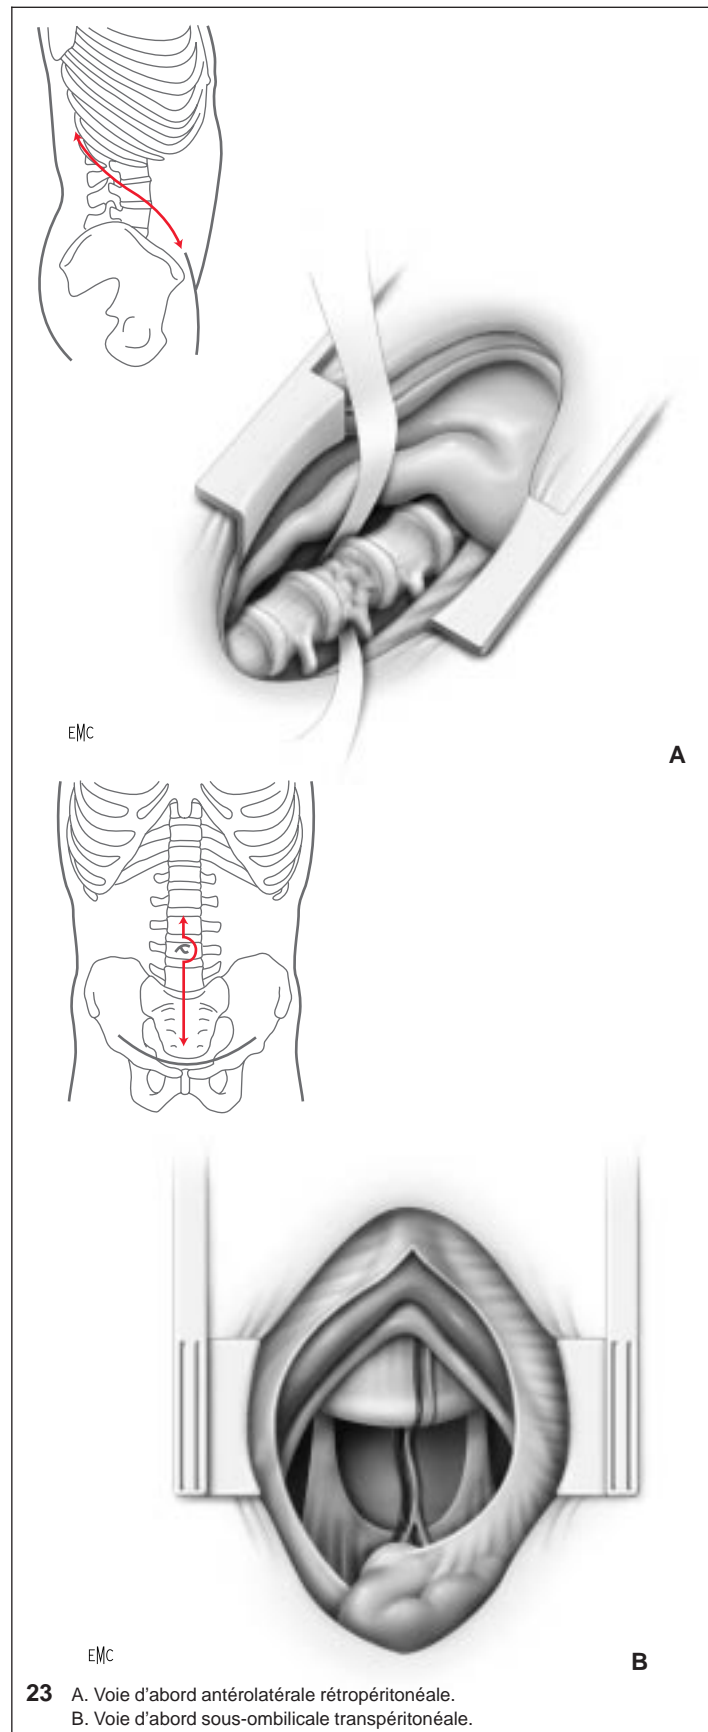 EMC
A
EMC
B
23 A. Voie d'abord antérolatérale rétropéritonéale.
B. Voie d'abord sous-ombilicale transpéritonéale.